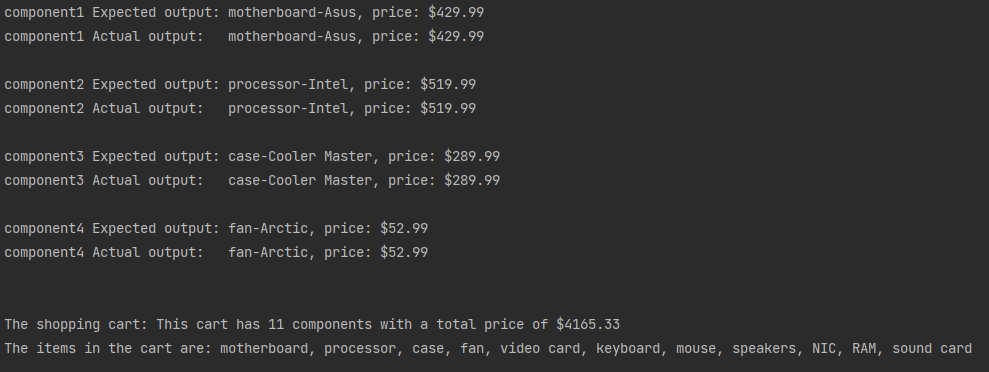 component1 Expected output: motherboard-Asus, price: $429.99
component1 Actual output:   motherboard-Asus, price: $429.99
component2 Expected output: processor-Intel, price: $519.99
component2 Actual output:   processor-Intel, price: $519.99
component3 Expected output: case-Cooler Master, price: $289.99
component3 Actual output:   case-Cooler Master, price: $289.99
component4 Expected output: fan-Arctic, price: $52.99
component4 Actual output:   fan-Arctic, price: $52.99
The shopping cart: This cart has 11 components with a total price of $4165.33
The items in the cart are: motherboard, processor, case, fan, video card, keyboard, mouse, speakers, NIC, RAM, sound card